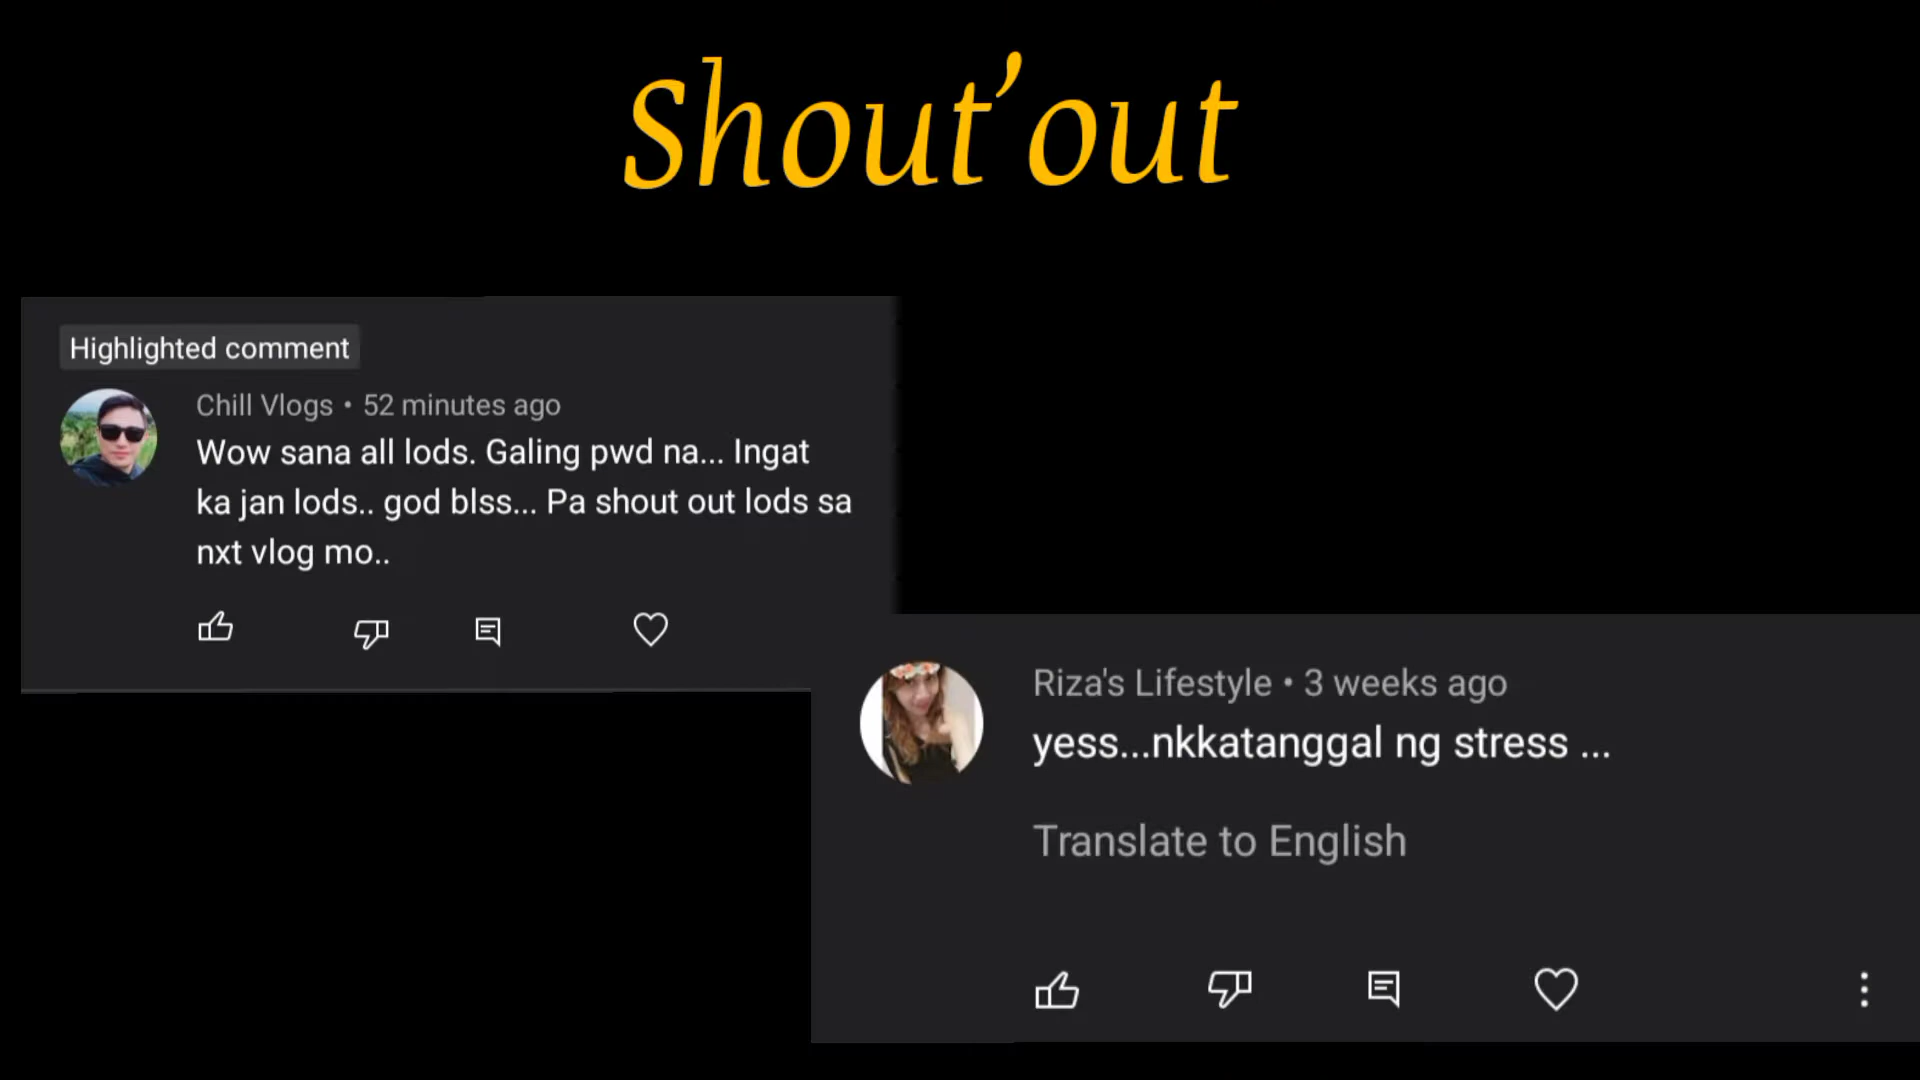 Shout'out
Highlighted comment
Chill Vlogs • 52 minutes ago
Wow sana all lods. Galing pwd na... Ingat
ka jan lods.. god blss... Pa shout out lods sa
nxt vlog mo..
Riza's Lifestyle • 3 weeks ago
yess...nkkatanggal ng stress ...
Translate to English